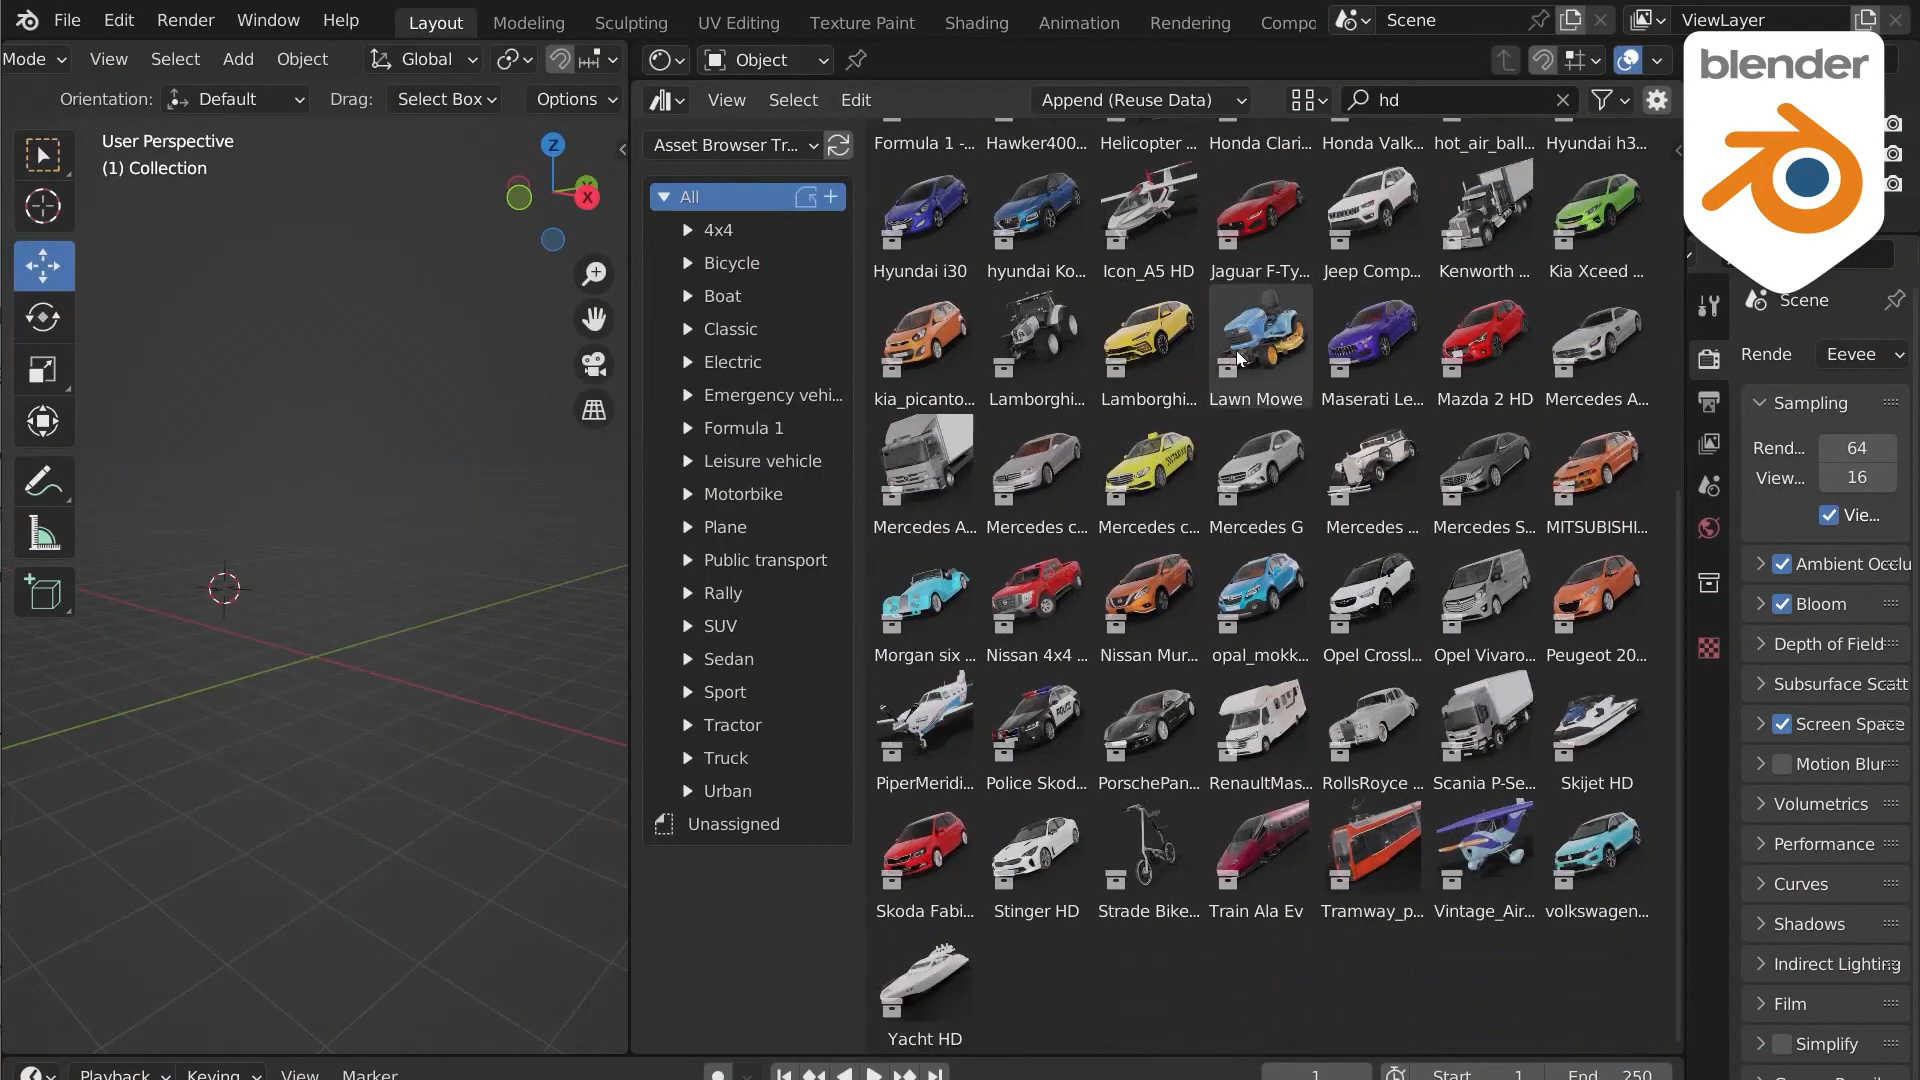 File Edit Render Window Help Layout Modeling Sculpting UV Editing Texture Paint Shading Animation Rendering Compo Scene ViewLayer
Mode View Select Add Object Global Object
blender
Orientation: Default Drag: Select Box Options View Select Edit Append (Reuse Data) hd
User Perspective
(1) Collection
Z
X
Asset Browser Tr...
All
4x4
Bicycle
Boat
Classic
Electric
Emergency vehi...
Formula 1
Leisure vehicle
Motorbike
Plane
Public transport
Rally
SUV
Sedan
Sport
Tractor
Truck
Urban
Unassigned
Formula 1 -... Hawker400... Helicopter ... Honda Clari... Honda Valk... hot_air_ball... Hyundai h3...
Hyundai i30 hyundai Ko... Icon_A5 HD Jaguar F-Ty... Jeep Comp... Kenworth ... Kia Xceed ...
kia_picanto... Lamborghi... Lamborghi... Lawn Mowe Maserati Le... Mazda 2 HD Mercedes A...
Mercedes A... Mercedes c... Mercedes c... Mercedes G Mercedes ... Mercedes S... MITSUBISHI...
Morgan six ... Nissan 4x4 ... Nissan Mur... opal_mokk... Opel Crossl... Opel Vivaro... Peugeot 20...
POLICE
PiperMeridi... Police Skod... PorschePan... RenaultMas... RollsRoyce ... Scania P-Se... Skijet HD
Skoda Fabi... Stinger HD Strade Bike... Train Ala Ev Tramway_p... Vintage_Air... volkswagen...
Yacht HD
Scene
Rende Eevee
Sampling
Rend... 64
View... 16
Vie...
Ambient Occlu
Bloom
Depth of Field
Subsurface Scatt
Screen Space
Motion Blur
Volumetrics
Performance
Curves
Shadows
Indirect Lighting
Film
Simplify
Playback Keying View Marker 1 Start 1 End 250